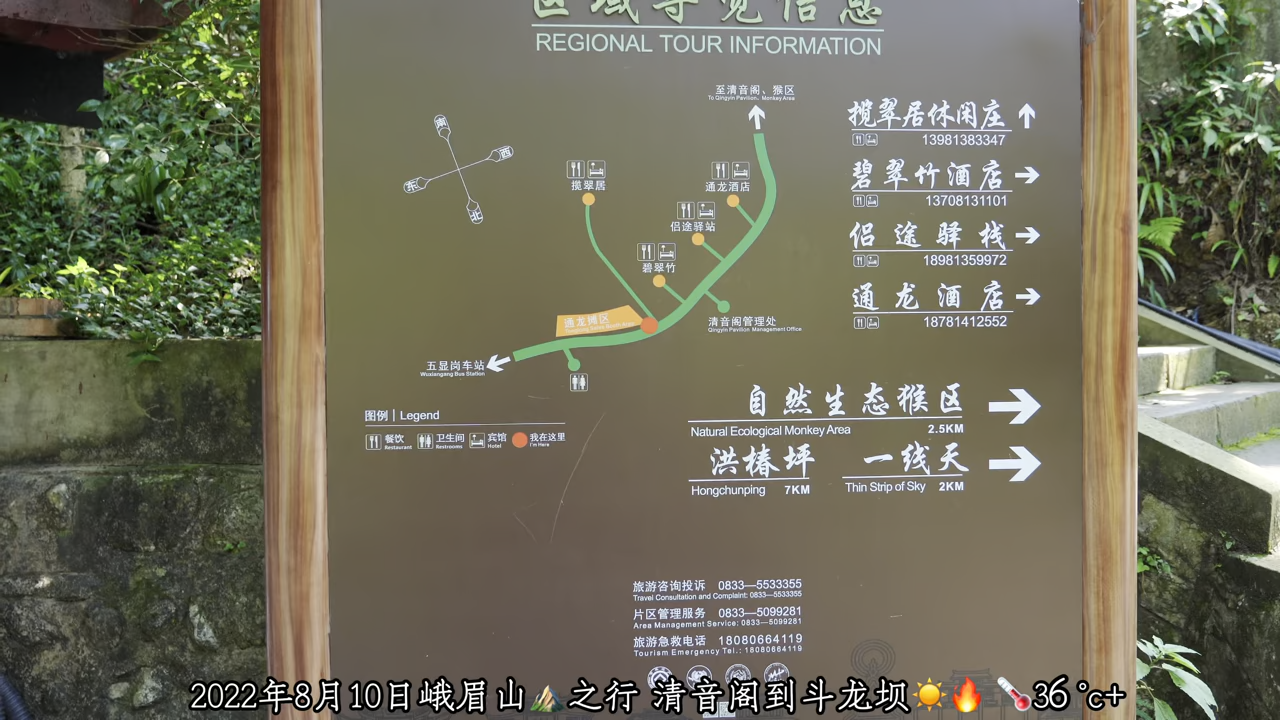 区域导览信息
REGIONAL TOUR INFORMATION
至清音阁、猴区
To Qingyin Pavilion、Monkey Area
南
西
东
北
揽翠居
通龙酒店
侣途驿站
碧翠竹
通龙摊区
清音阁管理处
Qingyin Pavilion Management Office
五显岗车站
Wuxiangang Bus Station
图例 | Legend
餐饮
Restaurant
卫生间
Restrooms
宾馆
Hotel
我在这里
I'm Here
揽翠居休闲庄
13981383347
碧翠竹酒店
13708131101
侣途驿栈
18981359972
通龙酒店
18781412552
自然生态猴区
Natural Ecological Monkey Area 2.5KM
洪椿坪 一线天
Hongchunping 7KM Thin Strip of Sky 2KM
旅游咨询投诉 0833—5533355
Travel Consultation and Complaint: 0833—5533355
片区管理服务 0833—5099281
Area Management Service: 0833—5099281
旅游急救电话 18080664119
Tourism Emergency Tel.: 18080664119
2022年8月10日峨眉山⛰️之行 清音阁到斗龙坝☀️🔥 🌡️36℃+